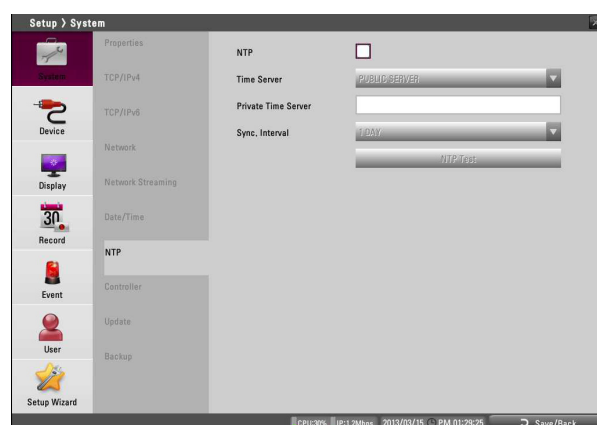 Setup > System
System
Device
Display
30
Record
Event
User
Setup Wizard
Properties
TCP/IPv4
TCP/IPv6
Network
Network Streaming
Date/Time
NTP
Controller
Update
Backup
NTP
Time Server
PUBLIC SERVER
Private Time Server
Sync. Interval
1 DAY
NTP Test
CPU:30% IP:1.2Mbps 2013/03/15 PM 01:29:25 Save/Back